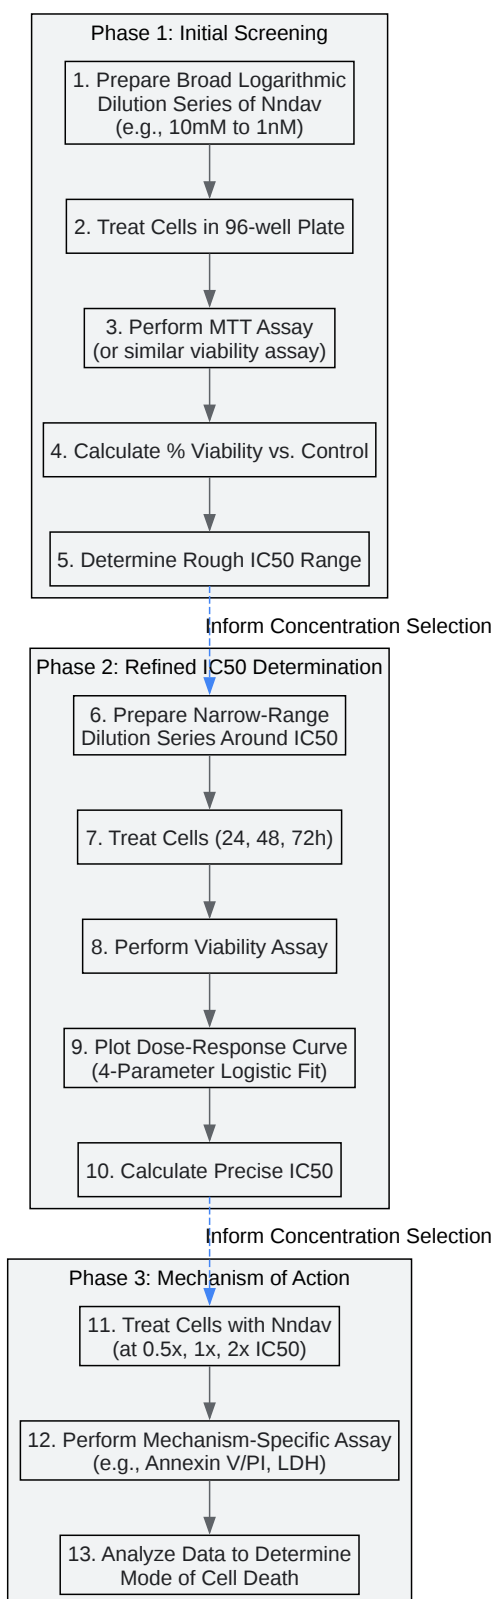 Phase 1: Initial Screening
1. Prepare Broad Logarithmic
Dilution Series of Nndav
(e.g., 10mM to 1nM)
2. Treat Cells in 96-well Plate
3. Perform MTT Assay
(or similar viability assay)
4. Calculate % Viability vs. Control
5. Determine Rough IC50 Range
Inform Concentration Selection
Phase 2: Refined IC50 Determination
6. Prepare Narrow-Range
Dilution Series Around IC50
7. Treat Cells (24, 48, 72h)
8. Perform Viability Assay
9. Plot Dose-Response Curve
(4-Parameter Logistic Fit)
10. Calculate Precise IC50
Inform Concentration Selection
Phase 3: Mechanism of Action
11. Treat Cells with Nndav
(at 0.5x, 1x, 2x IC50)
12. Perform Mechanism-Specific Assay
(e.g., Annexin V/PI, LDH)
13. Analyze Data to Determine
Mode of Cell Death